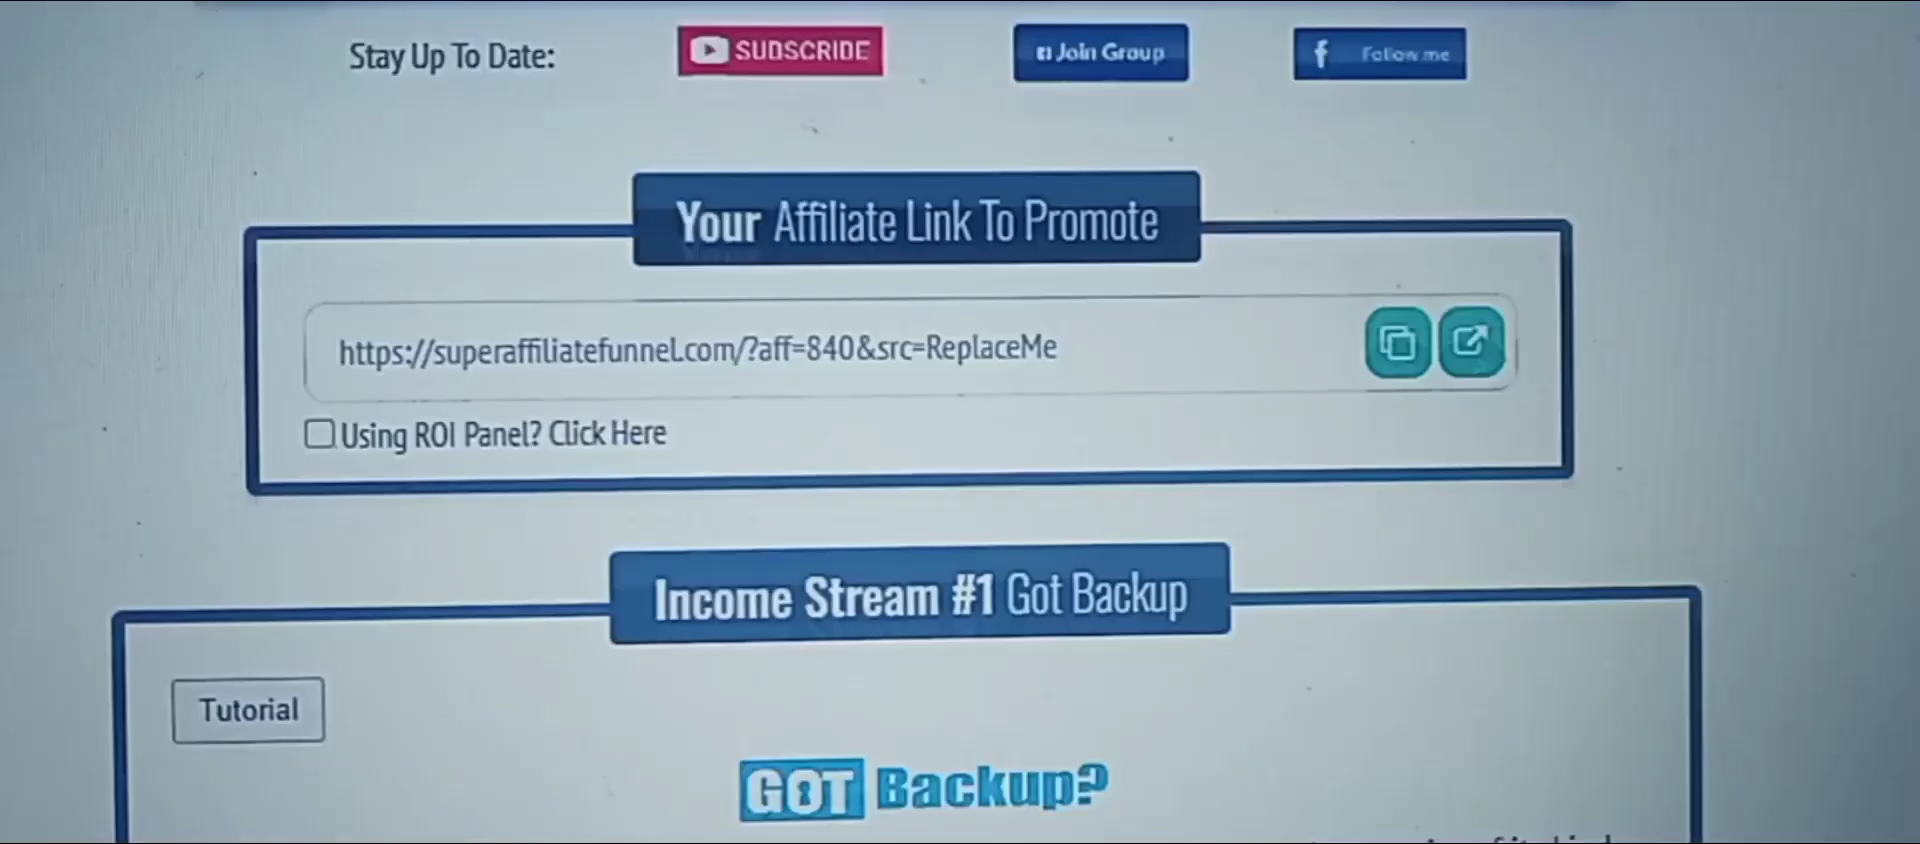 Stay Up To Date:
SUBSCRIBE
Join Group
Follow me
Your Affiliate Link To Promote
https://superaffiliatefunnel.com/?aff=840&src=ReplaceMe
Using ROI Panel? Click Here
Income Stream #1 Got Backup
Tutorial
GOT Backup?